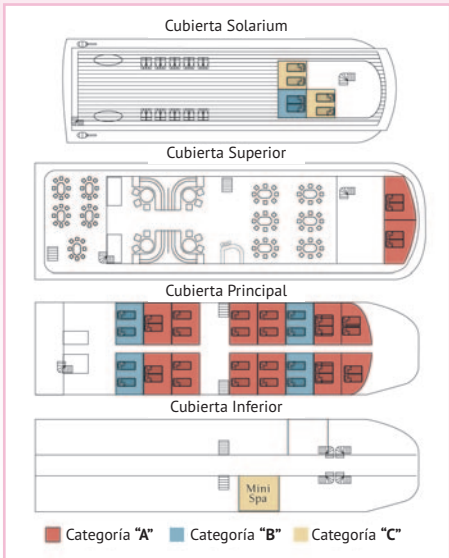 Cubierta Solarium
Cubierta Superior
Cubierta Principal
Cubierta Inferior
Mini
Spa
Categoría “A” Categoría “B” Categoría “C”